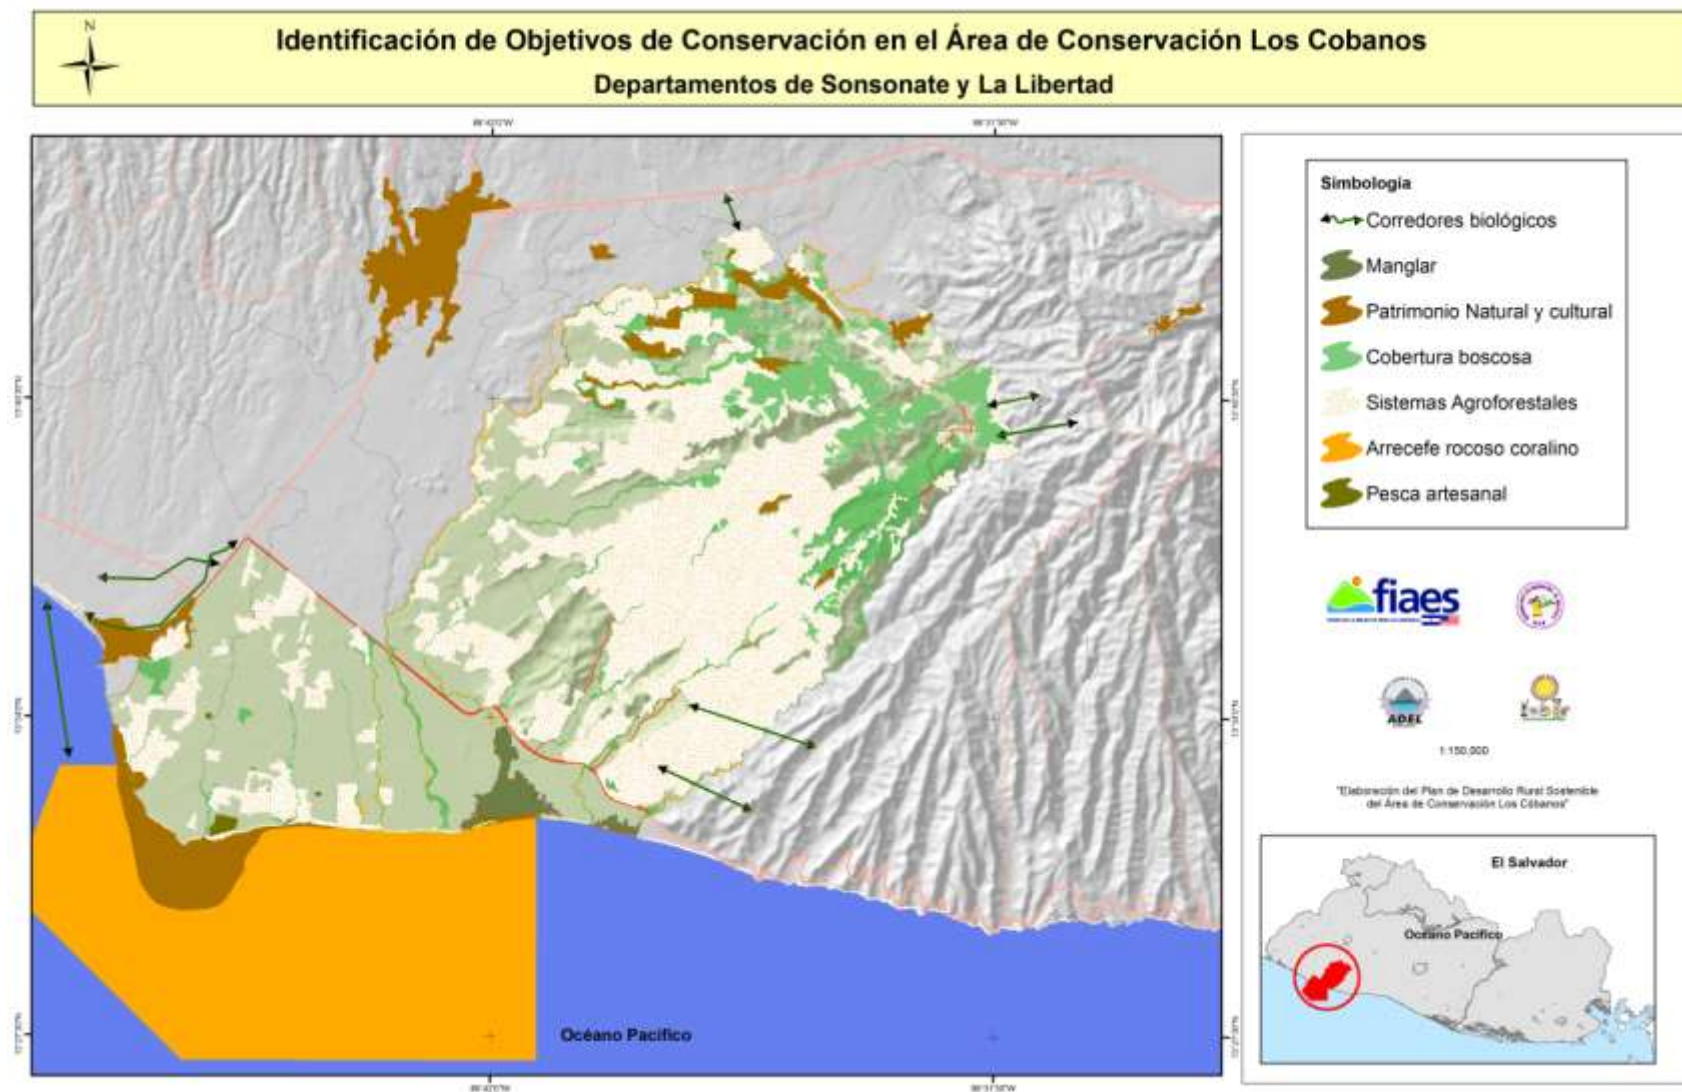 N
Identificación de Objetivos de Conservación en el Área de Conservación Los Cobanos
Departamentos de Sonsonate y La Libertad
Simbología
Corredores biológicos
Manglar
Patrimonio Natural y cultural
Cobertura boscosa
Sistemas Agroforestales
Arrecife rocoso coralino
Pesca artesanal
fiaes
ADEL
1:150,000
"Elaboración del Plan de Desarrollo Rural Sostenible
del Área de Conservación Los Cóbanos"
El Salvador
Océano Pacífico
Océano Pacífico